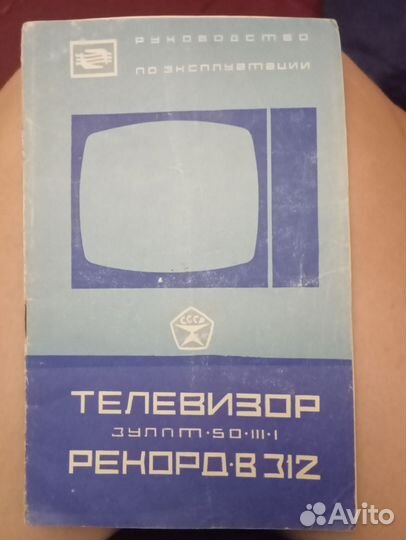 РУКОВОДСТВО
ПО ЭКСПЛУАТАЦИИ
СССР
ТЕЛЕВИЗОР
3УЛПТ·50·III·1
РЕКОРД·В 312
Avito